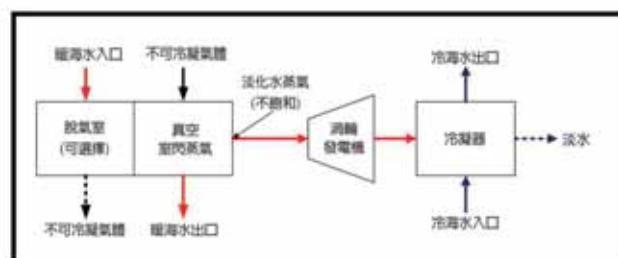 暖海水入口
不可冷凝氣體
淡化水蒸氣
(不飽和)
冷海水出口
脫氣室
(可選擇)
真空
室閃蒸氣
渦輪
發電機
冷凝器
淡水
不可冷凝氣體
暖海水出口
冷海水入口